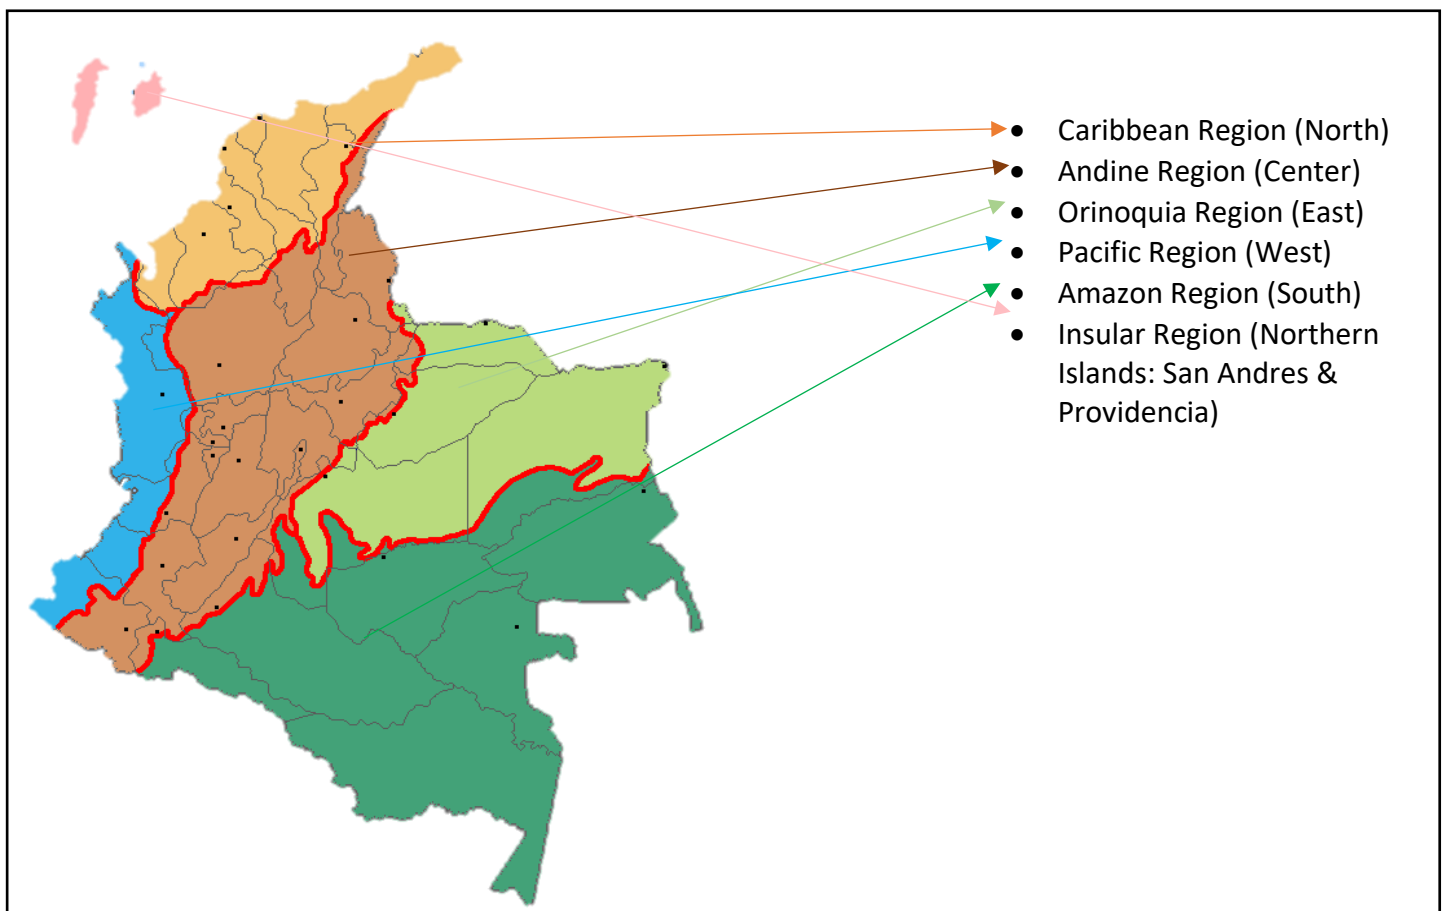 • Caribbean Region (North)
• Andine Region (Center)
• Orinoquia Region (East)
• Pacific Region (West)
• Amazon Region (South)
• Insular Region (Northern
Islands: San Andres &
Providencia)